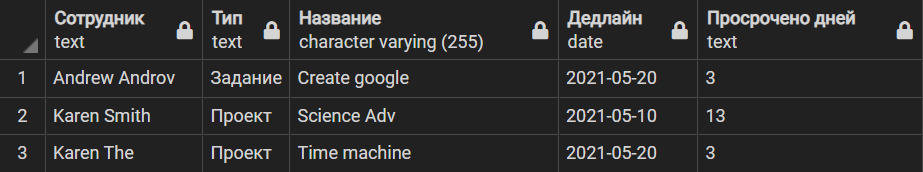 Сотрудник Тип Название Дедлайн Просрочено дней
text text character varying (255) date text
1 Andrew Androv Задание Create google 2021-05-20 3
2 Karen Smith Проект Science Adv 2021-05-10 13
3 Karen The Проект Time machine 2021-05-20 3